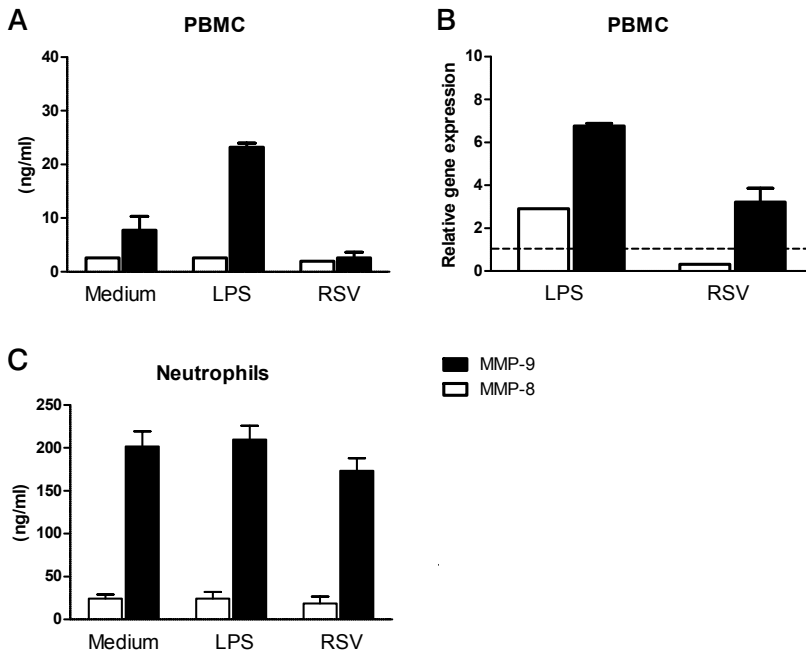 A
PBMC
(ng/ml)
40
30
20
10
0
Medium LPS RSV
B
PBMC
Relative gene expression
10
8
6
4
2
0
LPS RSV
C
Neutrophils
(ng/ml)
250
200
150
100
50
0
Medium LPS RSV
MMP-9
MMP-8